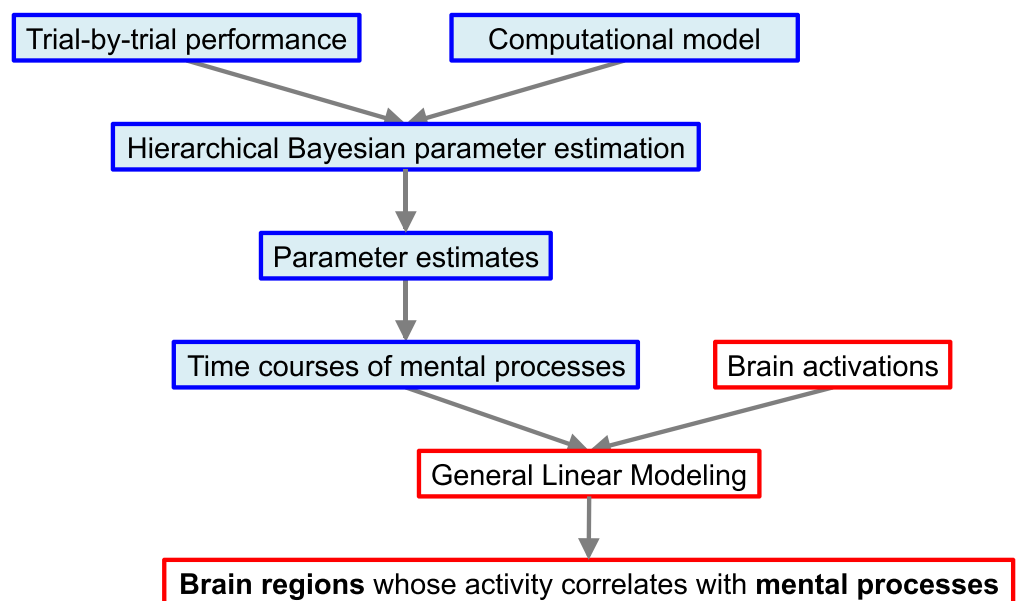 Trial-by-trial performance
Computational model
Hierarchical Bayesian parameter estimation
Parameter estimates
Time courses of mental processes
Brain activations
General Linear Modeling
Brain regions whose activity correlates with mental processes